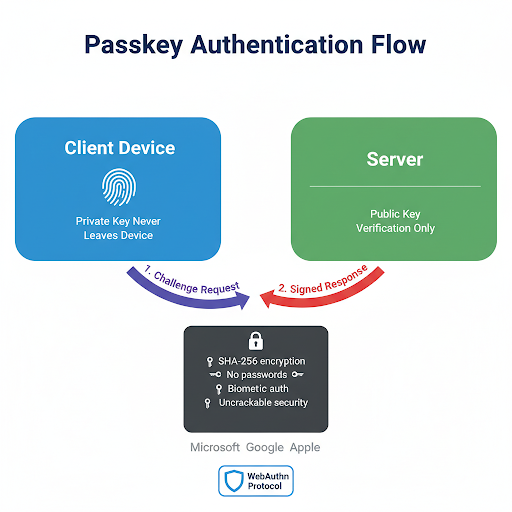 Passkey Authentication Flow
Client Device
Private Key Never
Leaves Device
Server
Public Key
Verification Only
1. Challenge Request
2. Signed Response
SHA-256 encryption
No passwords
Biometic auth
Uncrackable security
Microsoft Google Apple
WebAuthn
Protocol